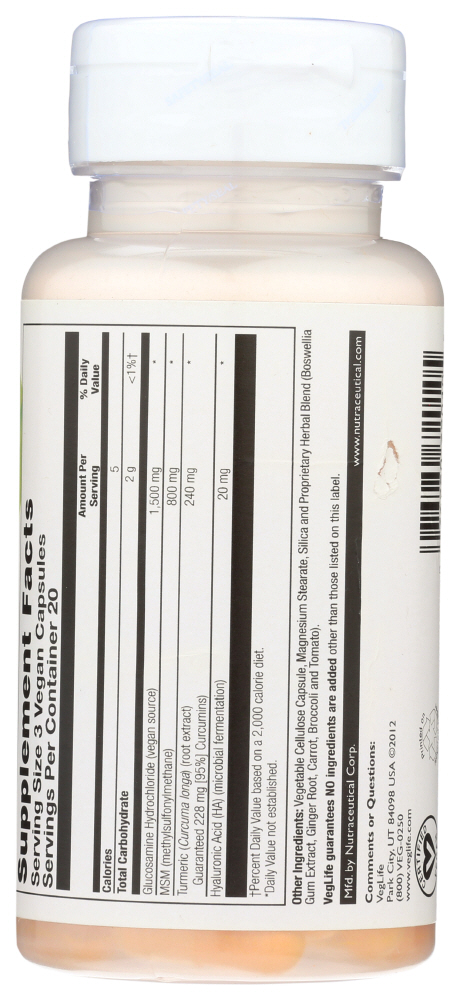 Supplement Facts
Serving Size 3 Vegan Capsules
Servings Per Container 20
Amount Per Serving % Daily Value
Calories 5
Total Carbohydrate 2 g <1%†
Glucosamine Hydrochloride (vegan source) 1,500 mg *
MSM (methylsulfonylmethane) 800 mg *
Turmeric (Curcuma longa) (root extract) 240 mg *
Guaranteed 228 mg [95%] Curcumins)
Hyaluronic Acid (HA) (microbial fermentation) 20 mg *
†Percent Daily Value based on a 2,000 calorie diet.
*Daily Value not established.
Other Ingredients: Vegetable Cellulose Capsule, Magnesium Stearate, Silica and Proprietary Herbal Blend (Boswellia
Gum Extract, Ginger Root, Carrot, Broccoli and Tomato).
VegLife guarantees NO ingredients are added other than those listed on this label.
Mfd. by Nutraceutical Corp. www.nutraceutical.com
Comments or Questions:
VegLife
Park City, UT 84098 USA ©2012
(800) VEG-0250
www.veglife.com